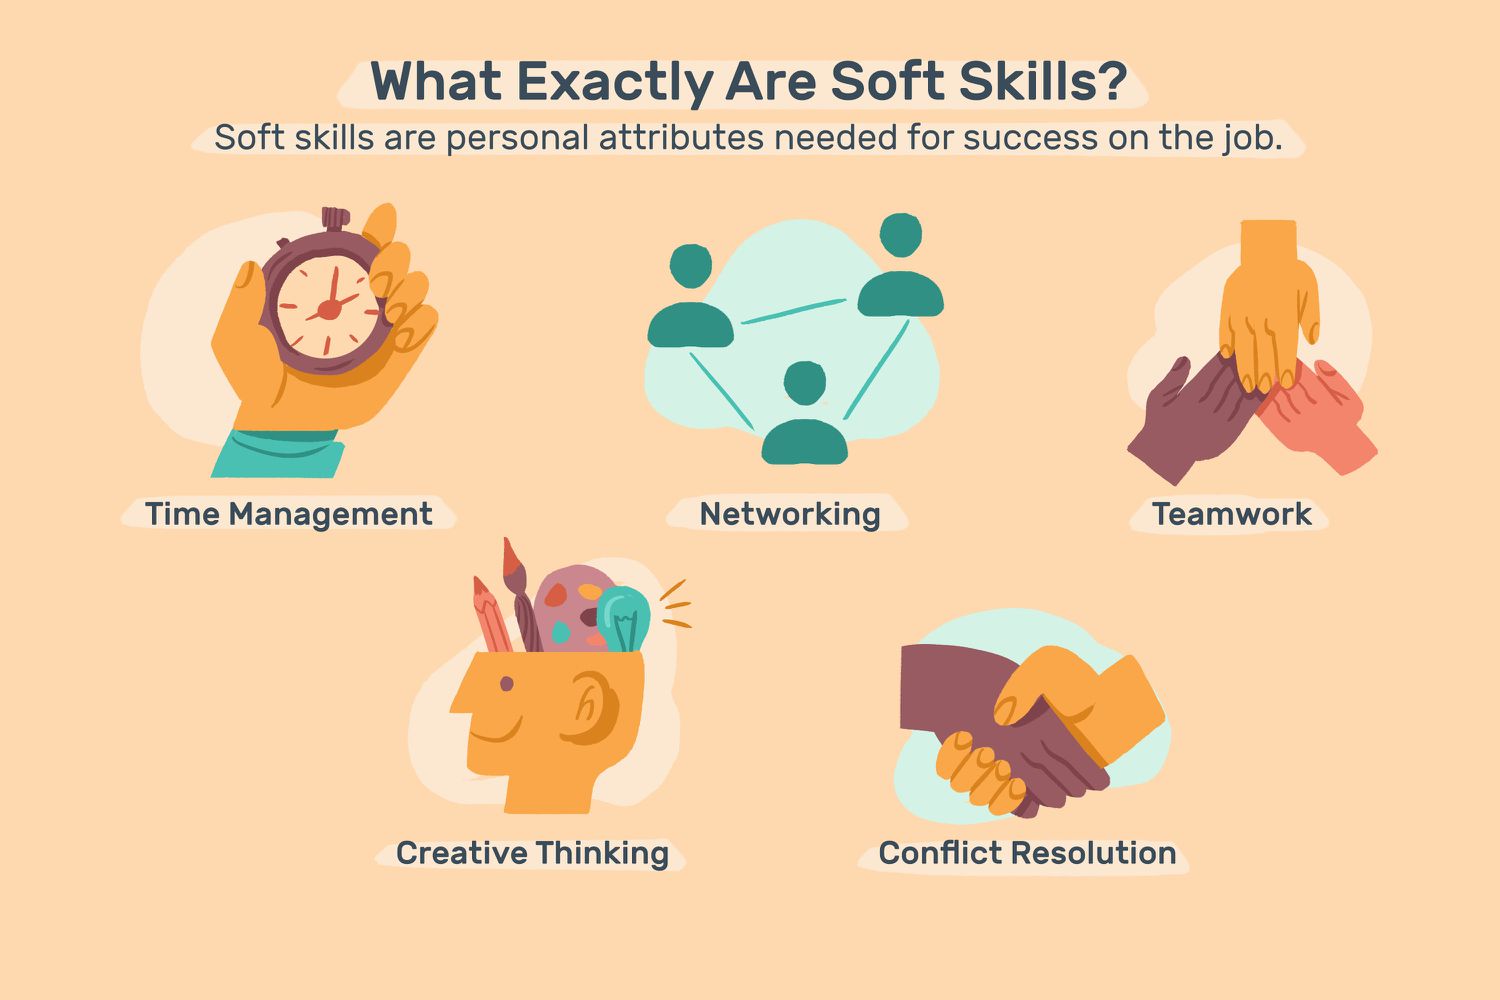 What Exactly Are Soft Skills?
Soft skills are personal attributes needed for success on the job.
Time Management
Networking
Teamwork
Creative Thinking
Conflict Resolution